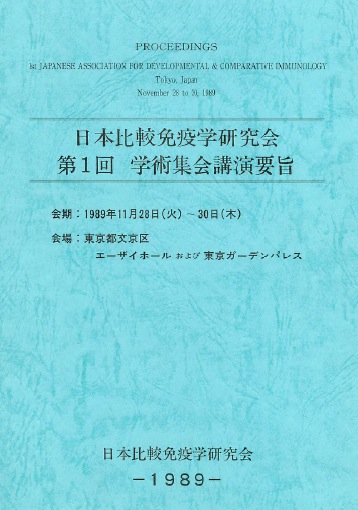 PROCEEDINGS
1st JAPANESE ASSOCIATION FOR DEVELOPMENTAL & COMPARATIVE IMMUNOLOGY
Tokyo, Japan
November 28 to 30, 1989
日本比較免疫学研究会
第1回 学術集会講演要旨
会期：1989年11月28日(火)～30日(木)
会場：東京都文京区
エーザイホール および 東京ガーデンパレス
日本比較免疫学研究会
－1989－